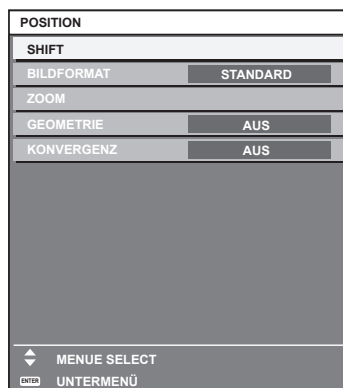 POSITION
SHIFT
BILDFORMAT STANDARD
ZOOM
GEOMETRIE AUS
KONVERGENZ AUS
MENUE SELECT
ENTER UNTERMENÜ